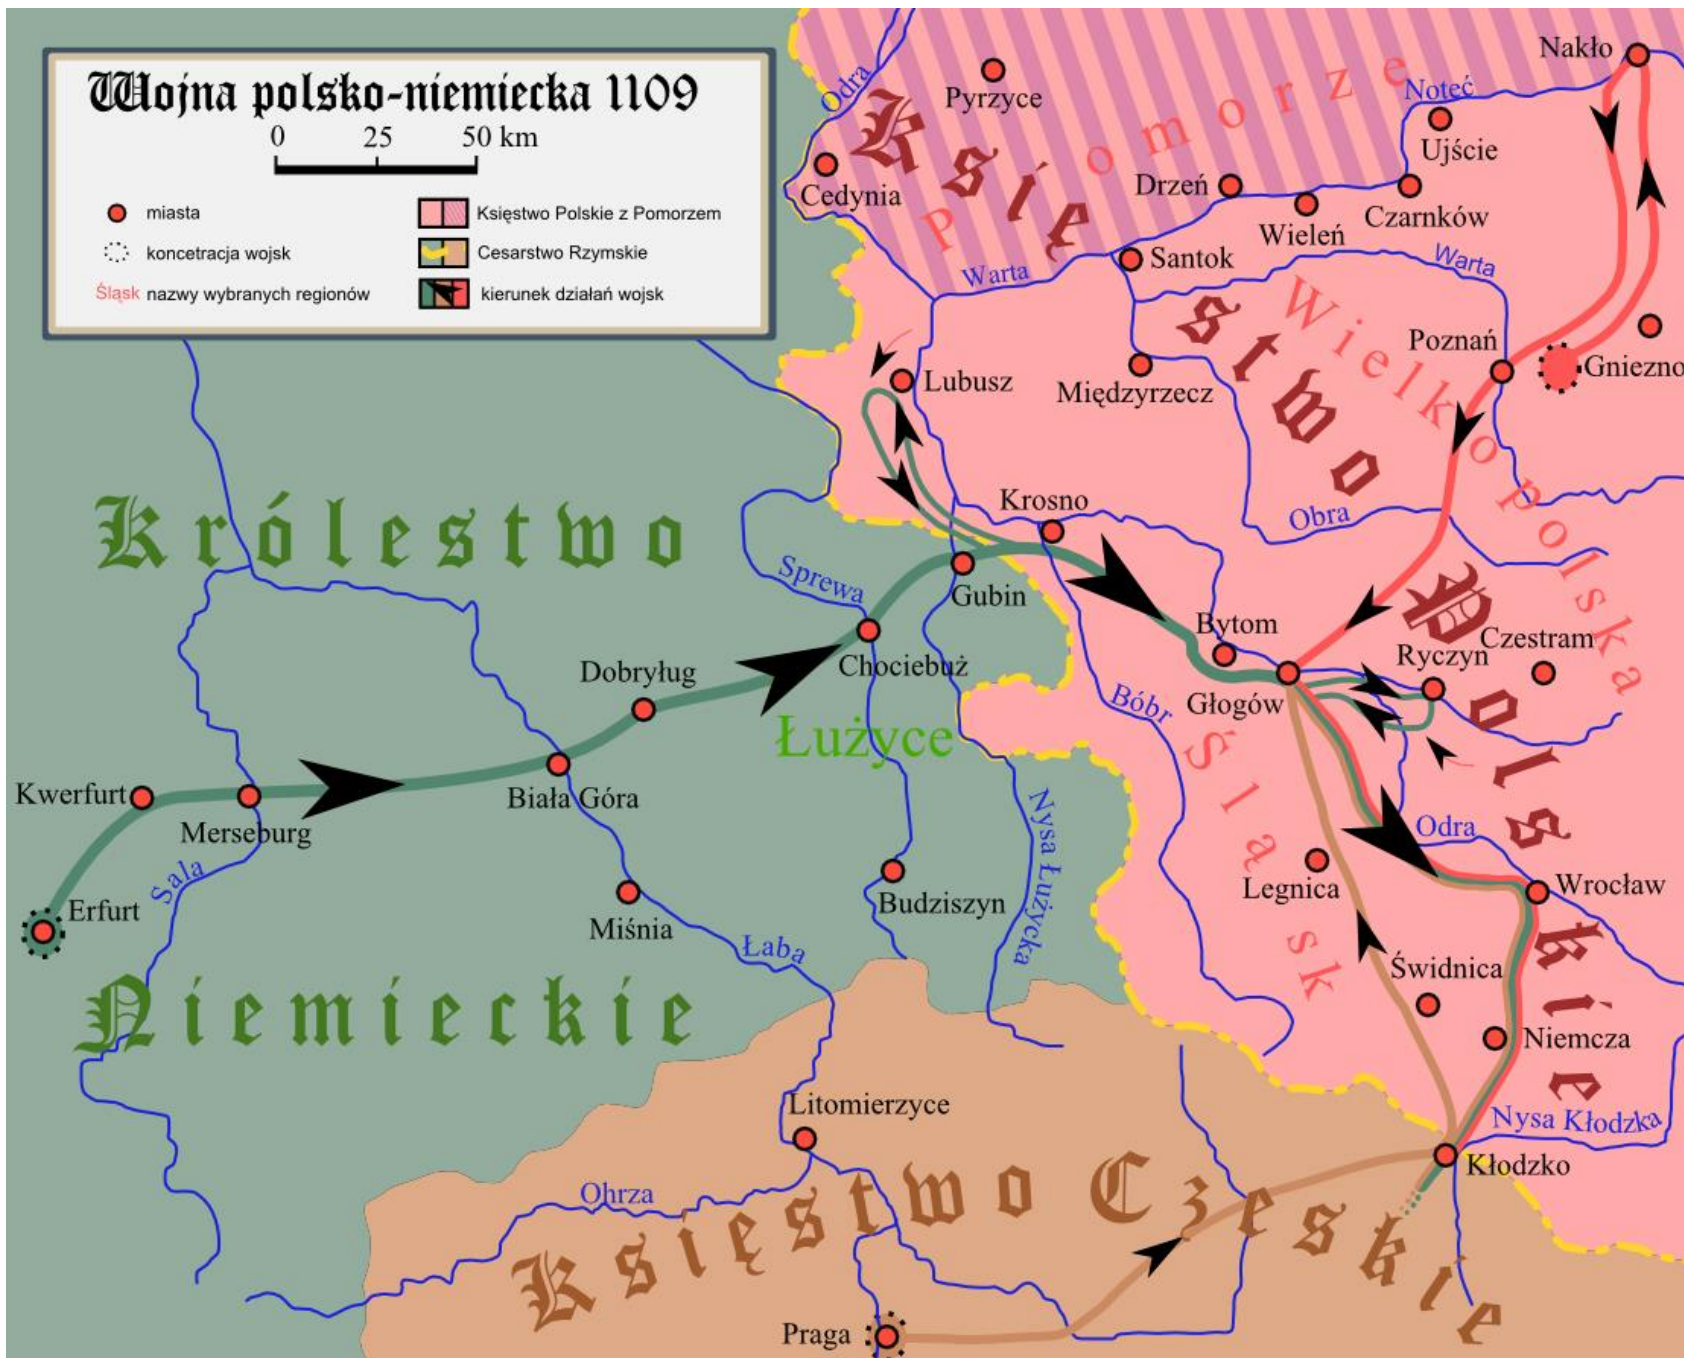 Wojna polsko-niemiecka 1109
0 25 50 km
miasta
koncetracja wojsk
Śląsk nazwy wybranych regionów
Księstwo Polskie z Pomorzem
Cesarstwo Rzymskie
kierunek działań wojsk
Nakło
Odra
Pyrzyce
Noteć
Ujście
Pomorze
Cedynia
Drzeń
Czarnków
Wieleń
Santok
Warta
Warta
Księstwo Polskie
Wielkopolska
Poznań
Gniezno
Lubusz
Międzyrzecz
Krosno
Obra
Królestwo
Sprewa
Gubin
Bytom
Czestram
Ryczyn
Chociebuż
Dobryług
Głogów
Bóbr
Łużyce
Śląsk
Kwerfurt
Biała Góra
Merseburg
Nysa Łużycka
Odra
Sala
Legnica
Wrocław
Erfurt
Budziszyn
Miśnia
Łaba
Świdnica
Niemieckie
Niemcza
Litomierzyce
Nysa Kłodzka
Kłodzko
Ohrza
Księstwo Czeskie
Praga